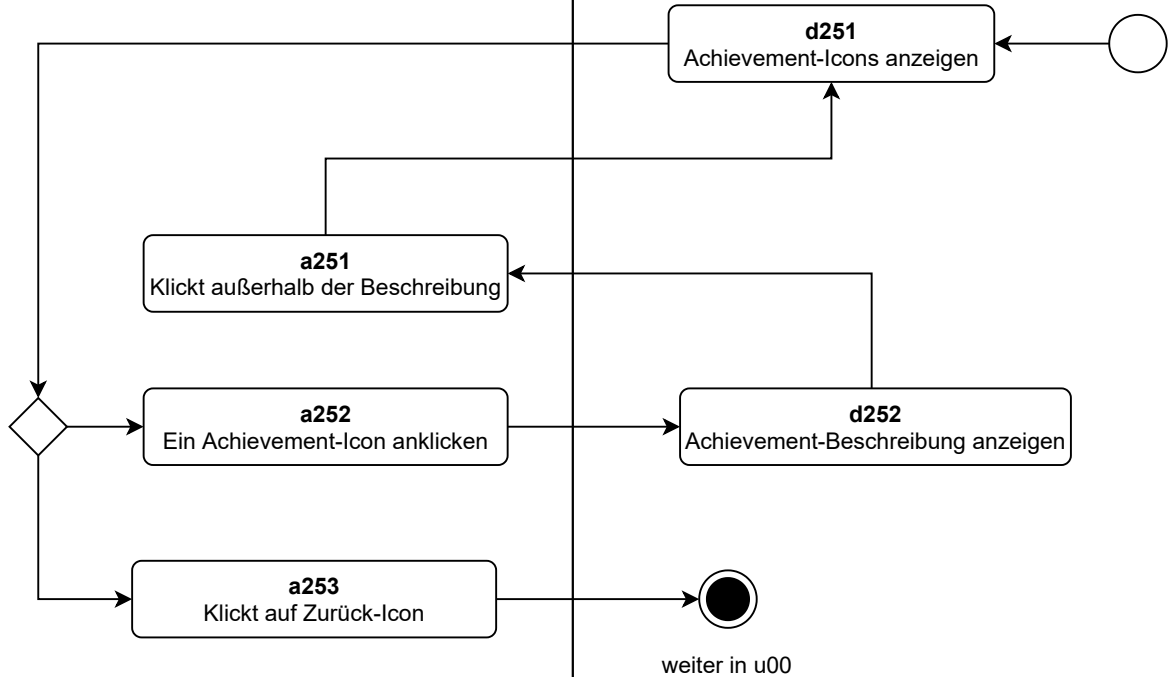 d251
Achievement-Icons anzeigen
a251
Klickt außerhalb der Beschreibung
a252
Ein Achievement-Icon anklicken
d252
Achievement-Beschreibung anzeigen
a253
Klickt auf Zurück-Icon
weiter in u00